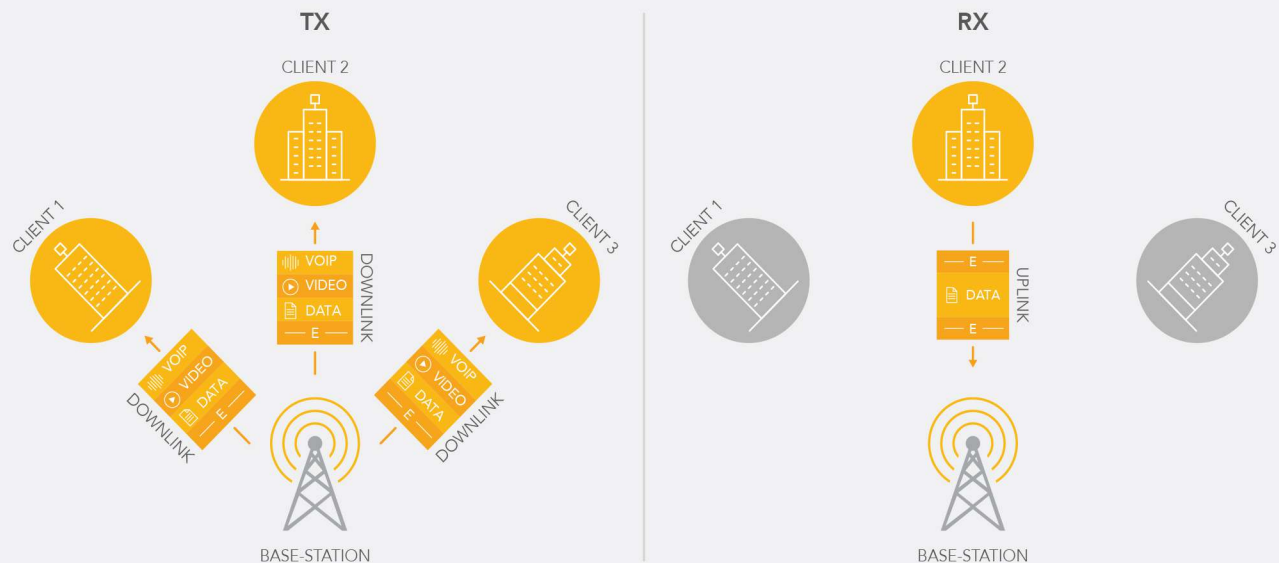 TX
CLIENT 2
CLIENT 1
CLIENT 3
VOIP
VIDEO
DATA
E
DOWNLINK
VOIP
VIDEO
DATA
E
DOWNLINK
VOIP
VIDEO
DATA
E
DOWNLINK
BASE-STATION
RX
CLIENT 2
CLIENT 1
CLIENT 3
E
DATA
E
UPLINK
BASE-STATION